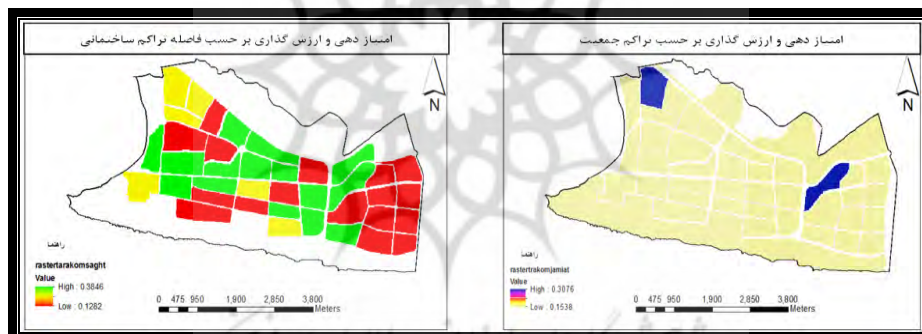 امتیاز دهی و ارزش گذاری بر حسب فاصله تراکم ساختمانی
N
راهنما
rastertarakomsaght
Value
High : 0.3846
Low : 0.1282
0 475 950 1,900 2,850 3,800
Meters
امتیاز دهی و ارزش گذاری بر حسب تراکم جمعیت
N
راهنما
rastertrakomjamiat
Value
High : 0.3076
Low : 0.1538
0 475 950 1,900 2,850 3,800
Meters